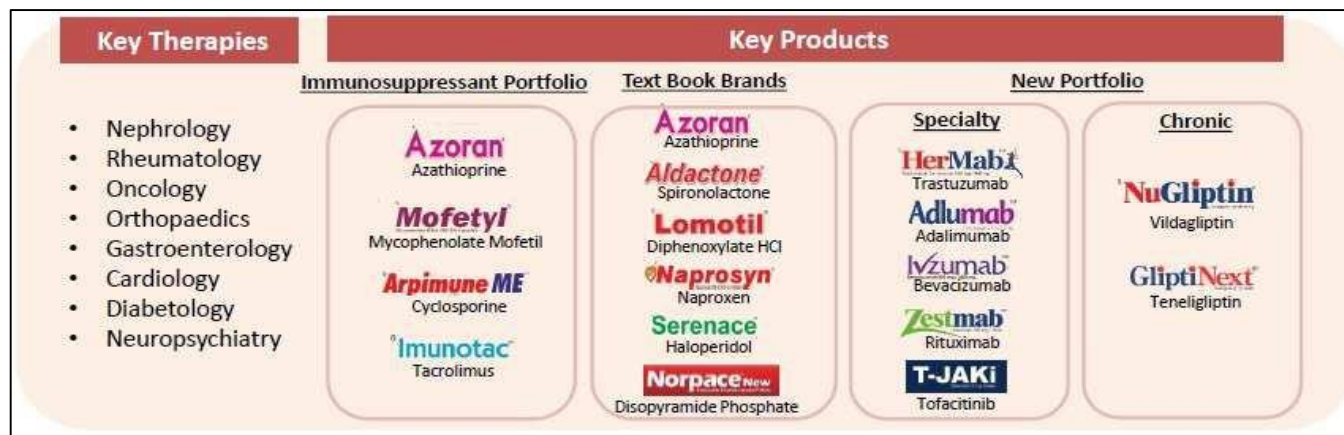 Key Therapies
Key Products
Immunosuppressant Portfolio
Text Book Brands
New Portfolio
• Nephrology
• Rheumatology
• Oncology
• Orthopaedics
• Gastroenterology
• Cardiology
• Diabetology
• Neuropsychiatry
Azoran
Azathioprine
Mofetyl
Mycophenolate Mofetil
Arpimune ME
Cyclosporine
Imunotac
Tacrolimus
Azoran
Azathioprine
Aldactone
Spironolactone
Lomotil
Diphenoxylate HCl
Naprosyn
Naproxen
Serenace
Haloperidol
Norpace New
Disopyramide Phosphate
Specialty
HerMab
Trastuzumab
Adlumab
Adalimumab
Ivzumab
Bevacizumab
Zestmab
Rituximab
T-JAKi
Tofacitinib
Chronic
NuGliptin
Vildagliptin
GliptiNext
Teneligliptin